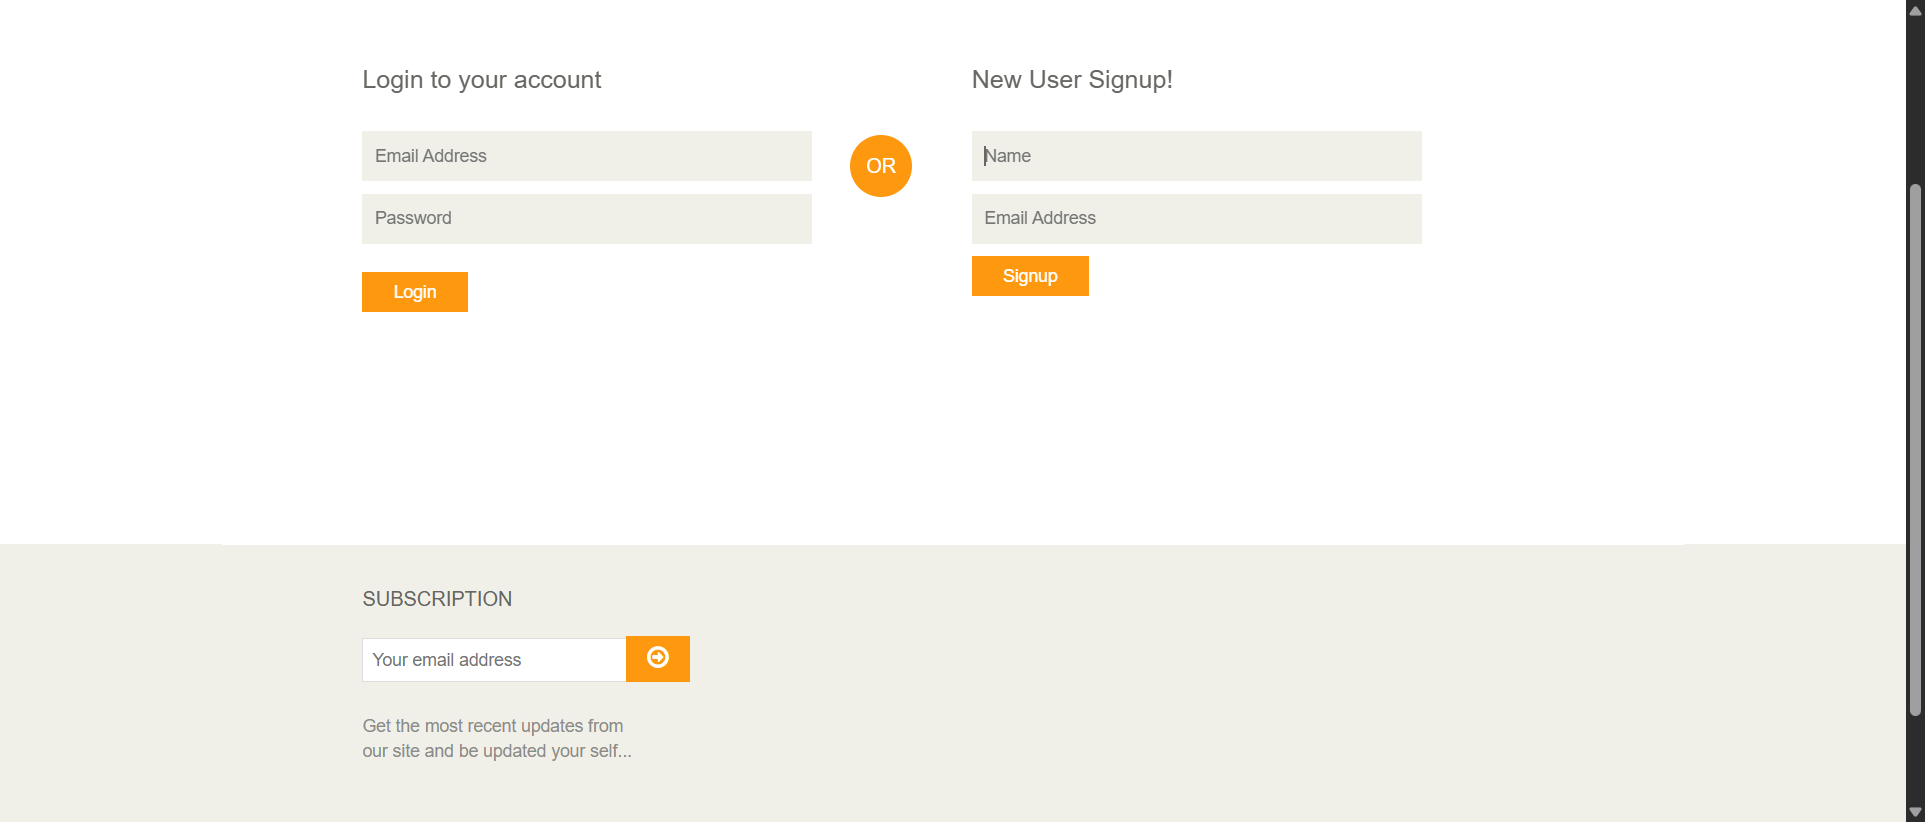 Login to your account
Email Address
Password
Login
OR
New User Signup!
Name
Email Address
Signup
SUBSCRIPTION
Your email address
Get the most recent updates from
our site and be updated your self...